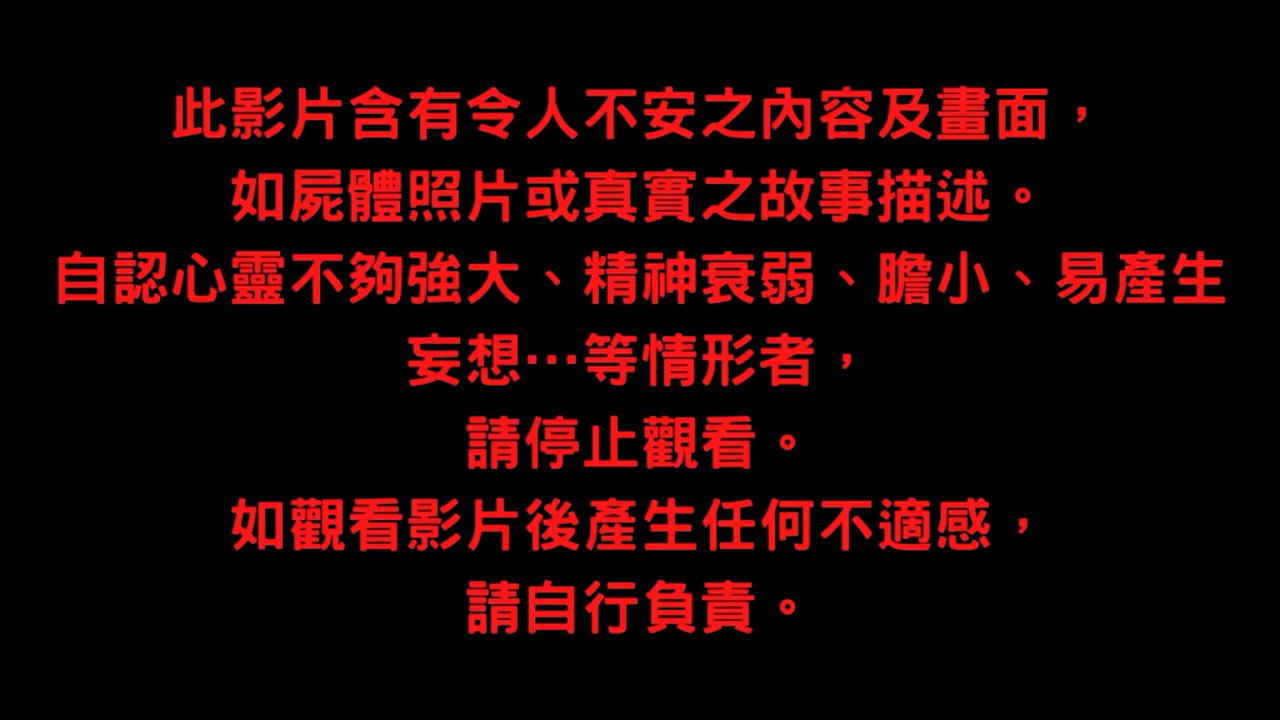 此影片含有令人不安之內容及畫面，
如屍體照片或真實之故事描述。
自認心靈不夠強大、精神衰弱、膽小、易產生
妄想…等情形者，
請停止觀看。
如觀看影片後產生任何不適感，
請自行負責。